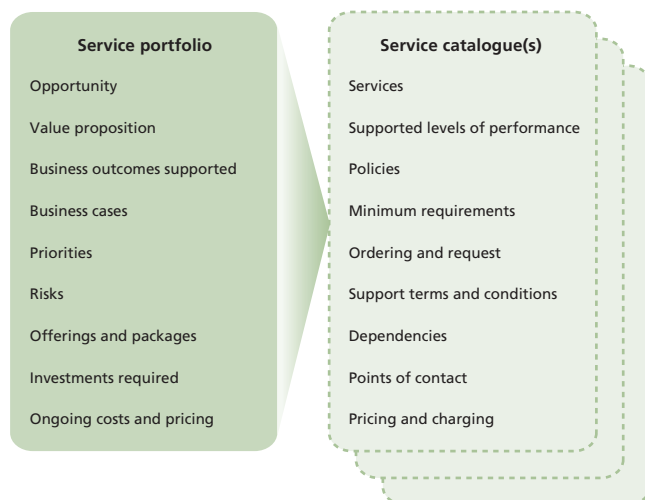 Service portfolio
Opportunity
Value proposition
Business outcomes supported
Business cases
Priorities
Risks
Offerings and packages
Investments required
Ongoing costs and pricing
Service catalogue(s)
Services
Supported levels of performance
Policies
Minimum requirements
Ordering and request
Support terms and conditions
Dependencies
Points of contact
Pricing and charging